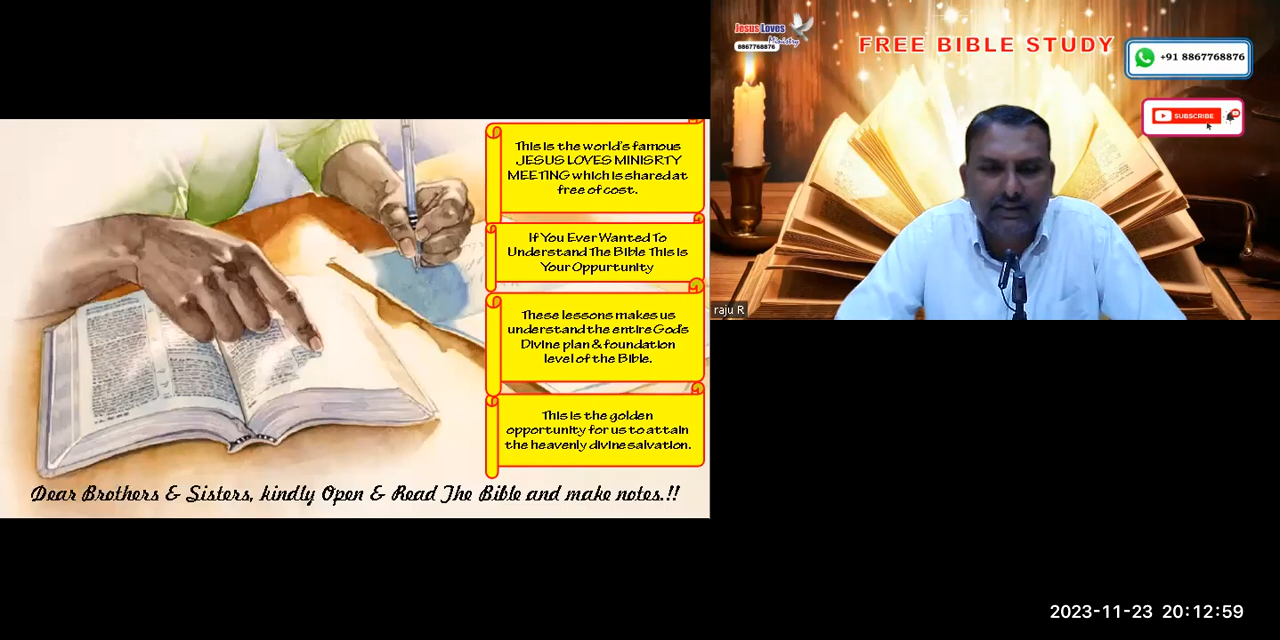 This is the world's famous
JESUS LOVES MINISRTY
MEETING which is shared at
free of cost.
If You Ever Wanted To
Understand The Bible This is
Your Oppurtunity
These lessons makes us
understand the entire God's
Divine plan & foundation
level of the Bible.
This is the golden
opportunity for us to attain
the heavenly divine salvation.
Dear Brothers & Sisters, kindly Open & Read The Bible and make notes.!!
Jesus Loves
Ministry
8867768876
FREE BIBLE STUDY
+91 8867768876
SUBSCRIBE
raju R
2023-11-23 20:12:59